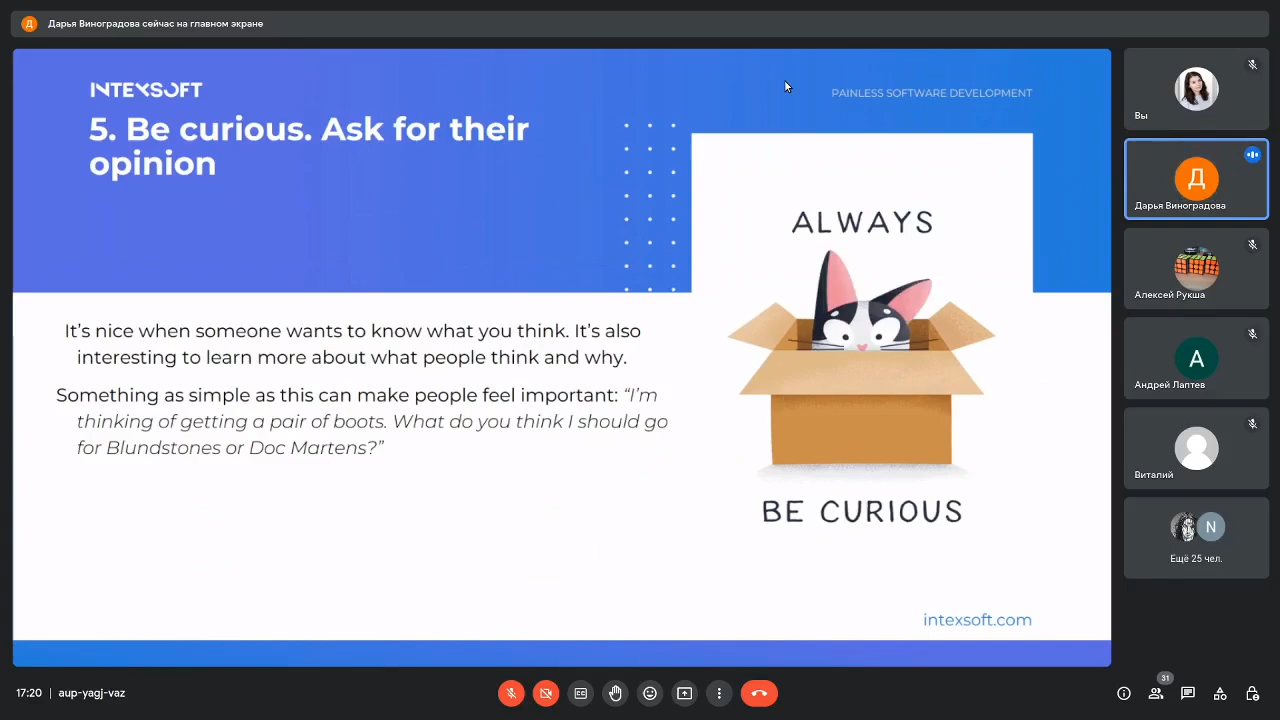 Д Дарья Виноградова сейчас на главном экране
INTEXSOFT
PAINLESS SOFTWARE DEVELOPMENT
5. Be curious. Ask for their
opinion
ALWAYS
BE CURIOUS
It’s nice when someone wants to know what you think. It’s also
interesting to learn more about what people think and why.
Something as simple as this can make people feel important: “I’m
thinking of getting a pair of boots. What do you think I should go
for Blundstones or Doc Martens?”
intexsoft.com
Вы
Д
Дарья Виноградова
Алексей Рукша
А
Андрей Лаптев
Виталий
N
Ещё 25 чел.
17:20 | aup-yagj-vaz
CC
31